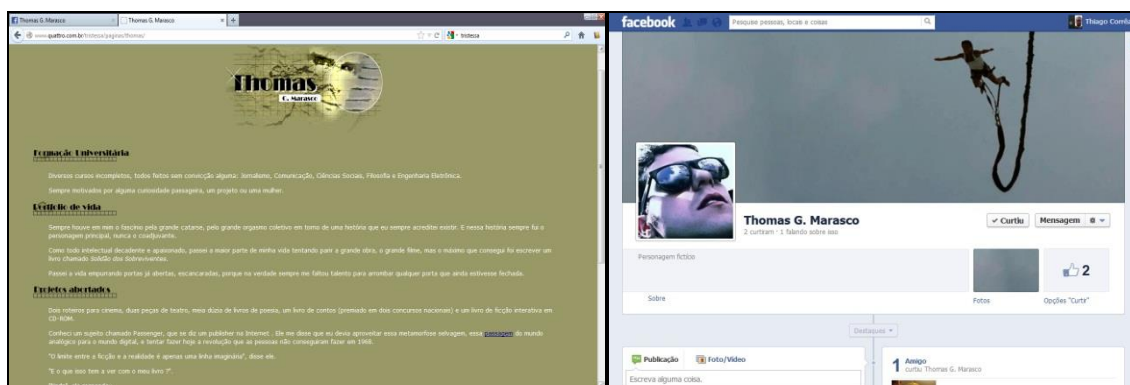 Thomas G. Marasco
Thomas G. Marasco
www.quattro.com.br/tristessa/paginas/thomas/
tristessa
Thomas
G. Marasco
Formação Universitária
Diversos cursos incompletos, todos feitos sem convicção alguma: Jornalismo, Comunicação, Ciências Sociais, Filosofia e Engenharia Eletrônica.
Sempre motivados por alguma curiosidade passageira, um projeto ou uma mulher.
Portfolio de vida
Sempre houve em mim o fascínio pela grande catarse, pelo grande orgasmo coletivo em torno de uma história que eu sempre acreditei existir. E nessa história sempre fui o
personagem principal, nunca o coadjuvante.
Como todo intelectual decadente e apaixonado, passei a maior parte de minha vida tentando parir a grande obra, o grande filme, mas o máximo que consegui foi escrever um
livro chamado Solidão dos Sobreviventes.
Passei a vida empurrando portas já abertas, escancaradas, porque na verdade sempre me faltou talento para arrombar qualquer porta que ainda estivesse fechada.
Projetos abortados
Dois roteiros para cinema, duas peças de teatro, meia dúzia de livros de poesia, um livro de contos (premiado em dois concursos nacionais) e um livro de ficção interativa em
CD-ROM.
Conheci um sujeito chamado Passenger, que se diz um publisher na Internet . Ele me disse que eu devia aproveitar essa metamorfose selvagem, essa passagem do mundo
analógico para o mundo digital, e tentar fazer hoje a revolução que as pessoas não conseguiram fazer em 1968.
"O limite entre a ficção e a realidade é apenas uma linha imaginária", disse ele.
"E o que isso tem a ver com o meu livro ?".
facebook
Pesquise pessoas, locais e coisas
Thiago Corrêa
Thomas G. Marasco
2 curtiram · 1 falando sobre isso
Curtiu
Mensagem
Personagem fictício
Sobre
2
Fotos
Opções "Curtir"
Destaques
Publicação
Foto/Vídeo
Escreva alguma coisa.
1 Amigo
curtiu Thomas G. Marasco